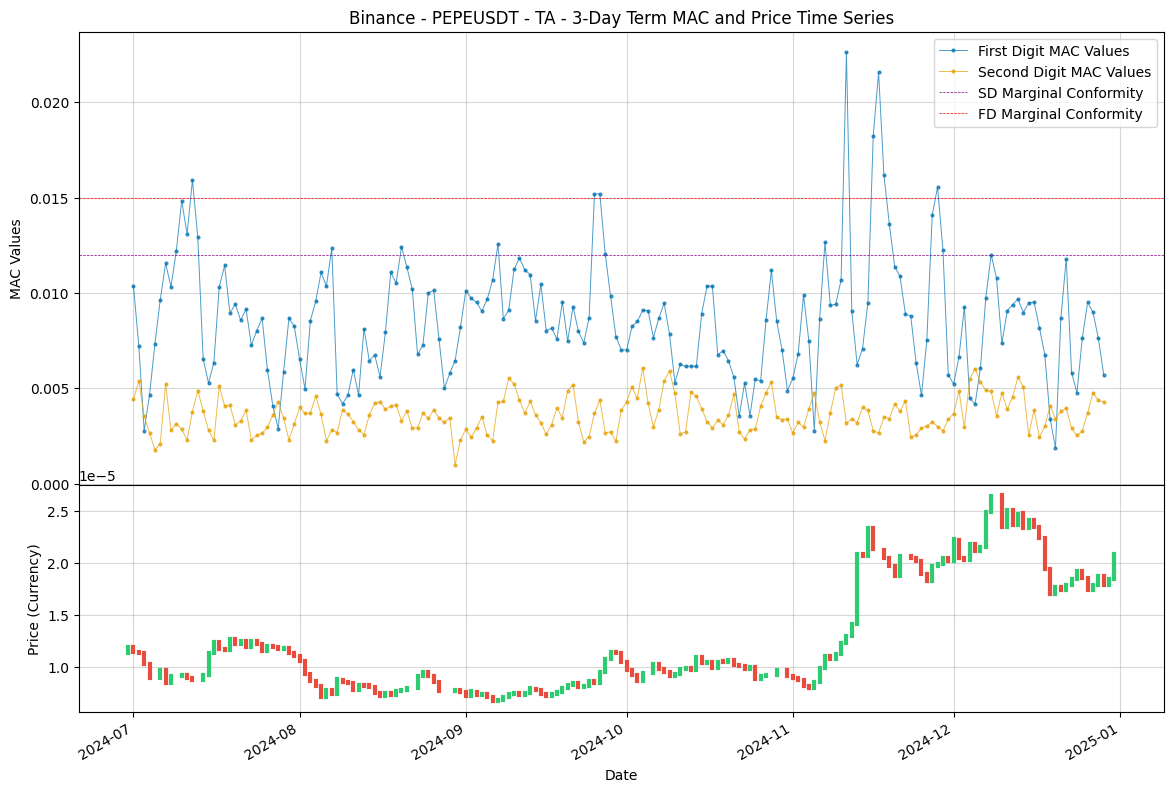 Binance - PEPEUSDT - TA - 3-Day Term MAC and Price Time Series
First Digit MAC Values
Second Digit MAC Values
SD Marginal Conformity
FD Marginal Conformity
MAC Values
0.020
0.015
0.010
0.005
0.000
1e−5
Price (Currency)
2.5
2.0
1.5
1.0
2024-07
2024-08
2024-09
2024-10
2024-11
2024-12
2025-01
Date